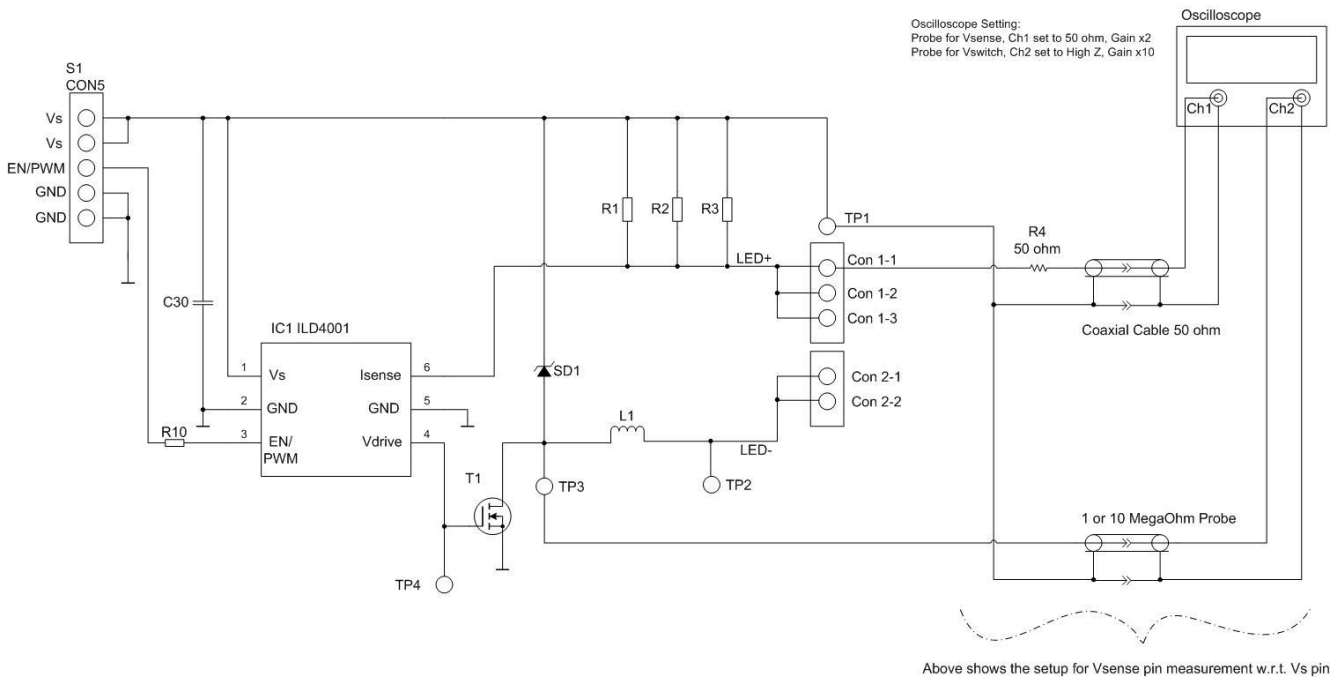 Oscilloscope Setting:
Probe for Vsense, Ch1 set to 50 ohm, Gain x2
Probe for Vswitch, Ch2 set to High Z, Gain x10
Oscilloscope
Ch1
Ch2
S1
CON5
Vs
Vs
EN/PWM
GND
GND
C30
R10
IC1 ILD4001
1
Vs
2
GND
3
EN/
PWM
Isense
6
GND
5
Vdrive
4
T1
TP4
SD1
TP3
L1
TP2
LED-
R1
R2
R3
LED+
TP1
Con 1-1
Con 1-2
Con 1-3
Con 2-1
Con 2-2
R4
50 ohm
Coaxial Cable 50 ohm
1 or 10 MegaOhm Probe
Above shows the setup for Vsense pin measurement w.r.t. Vs pin